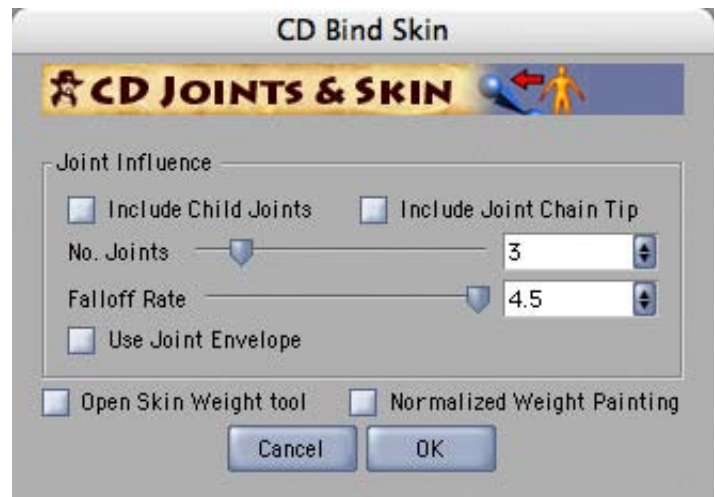 CD Bind Skin
CD JOINTS & SKIN
Joint Influence
Include Child Joints Include Joint Chain Tip
No. Joints 3
Falloff Rate 4.5
Use Joint Envelope
Open Skin Weight tool Normalized Weight Painting
Cancel OK